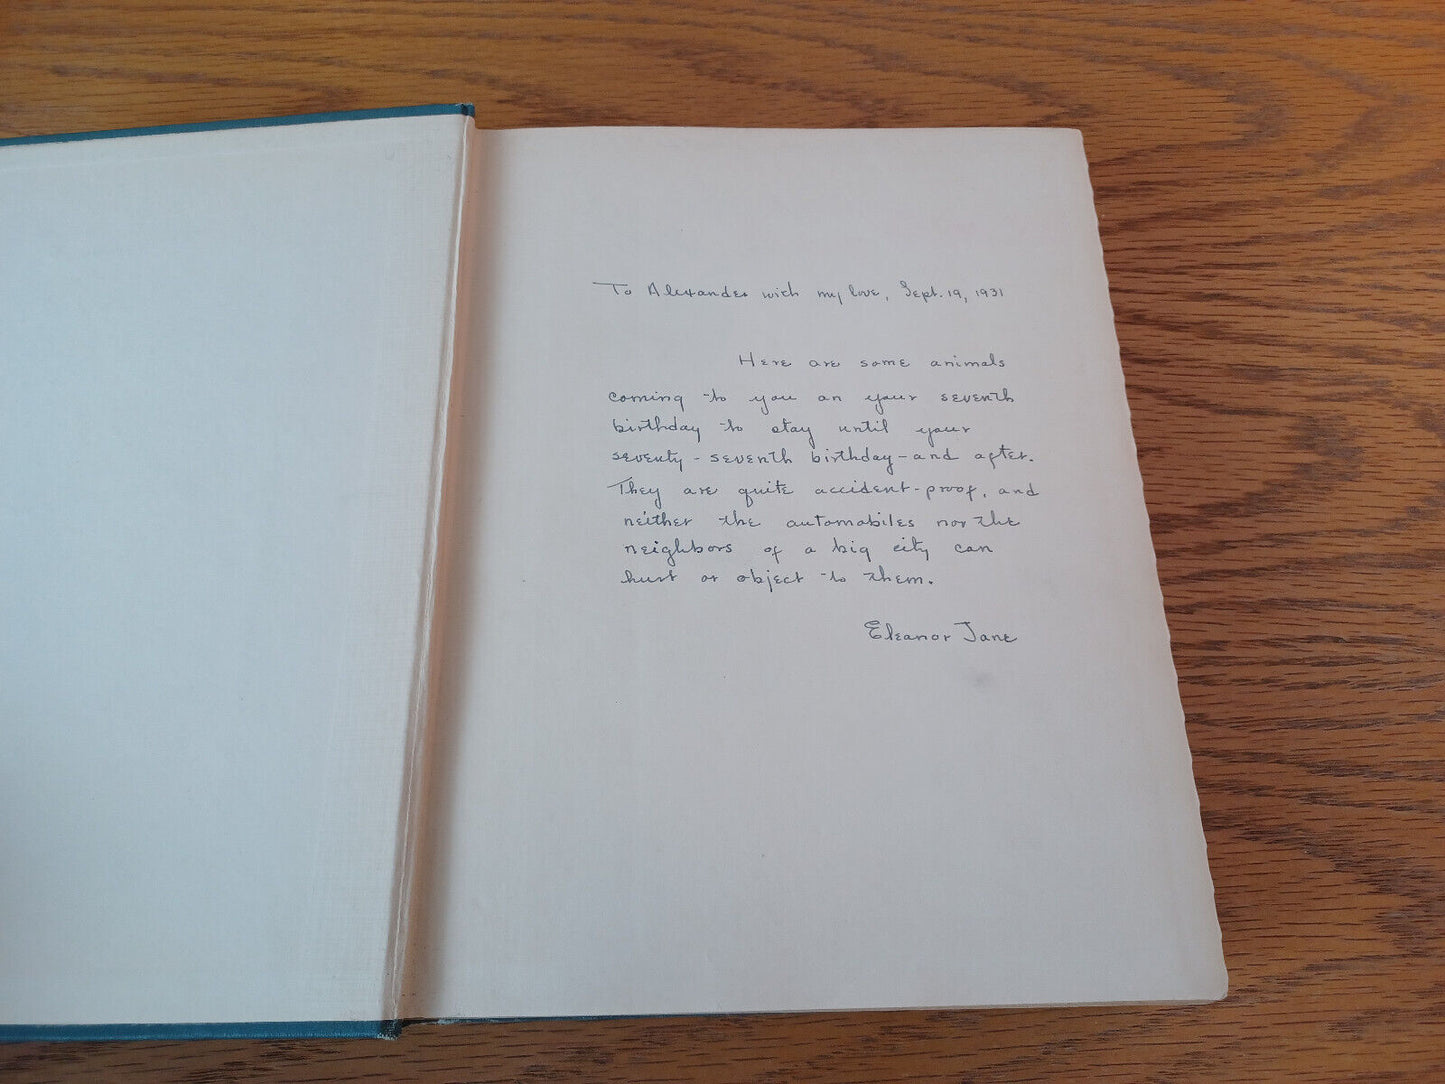 To Alexander with my love, Sept. 19, 1931
Here are some animals
coming to you on your seventh
birthday to stay until your
seventy-seventh birthday-and after.
They are quite accident-proof, and
neither the automobiles nor the
neighbors of a big city can
hurt or object to them.
Eleanor Jane